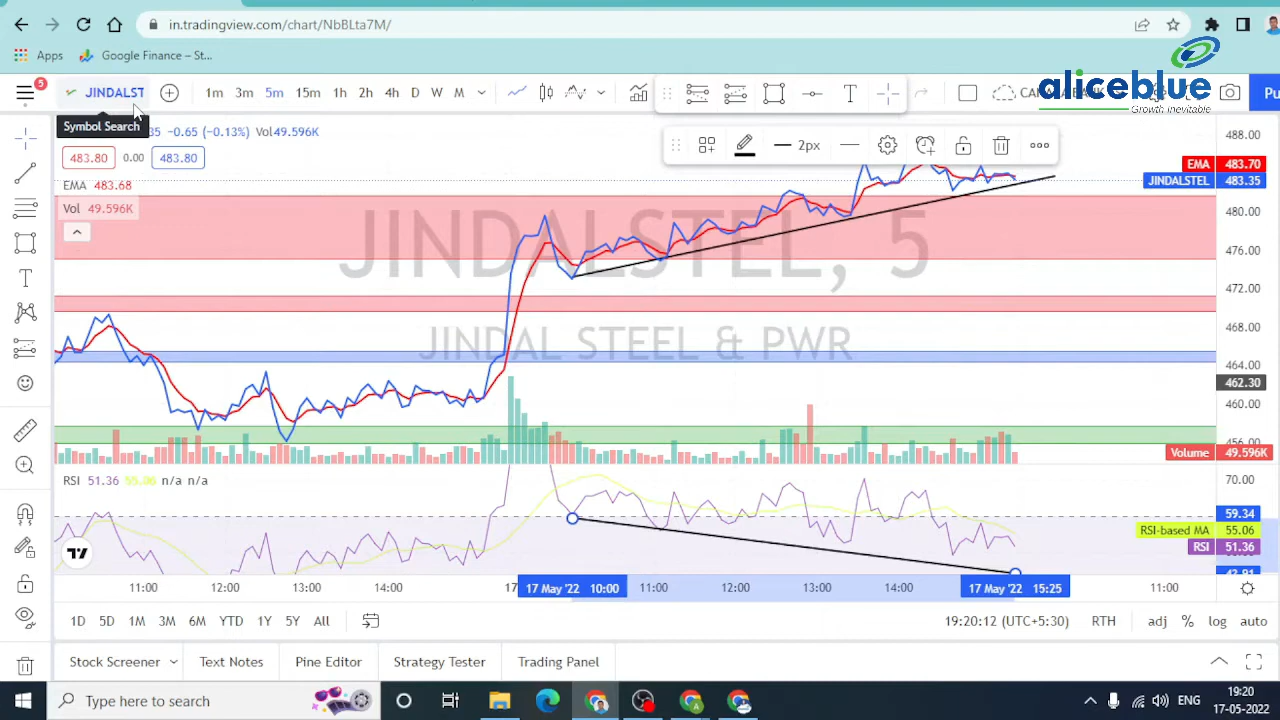 in.tradingview.com/chart/NbBLta7M/
Apps Google Finance – St...
aliceblue
Growth Inevitable
5
JINDALST
1m 3m 5m 15m 1h 2h 4h D W M
T
Pu
Symbol Search
35 -0.65 (-0.13%) Vol 49.596K
2px
483.80 0.00 483.80
EMA 483.68
Vol 49.596K
488.00
EMA 483.70
JINDALSTEL 483.35
480.00
476.00
472.00
468.00
464.00
462.30
460.00
456.00
Volume 49.596K
JINDALSTEL, 5
JINDAL STEEL & PWR
RSI 51.36 55.06 n/a n/a
70.00
59.34
RSI-based MA 55.06
RSI 51.36
11:00 12:00 13:00 14:00 17 17 May '22 10:00 11:00 12:00 13:00 14:00 17 May '22 15:25 11:00
1D 5D 1M 3M 6M YTD 1Y 5Y All
19:20:12 (UTC+5:30) RTH adj % log auto
Stock Screener Text Notes Pine Editor Strategy Tester Trading Panel
Type here to search
ENG
19:20
17-05-2022